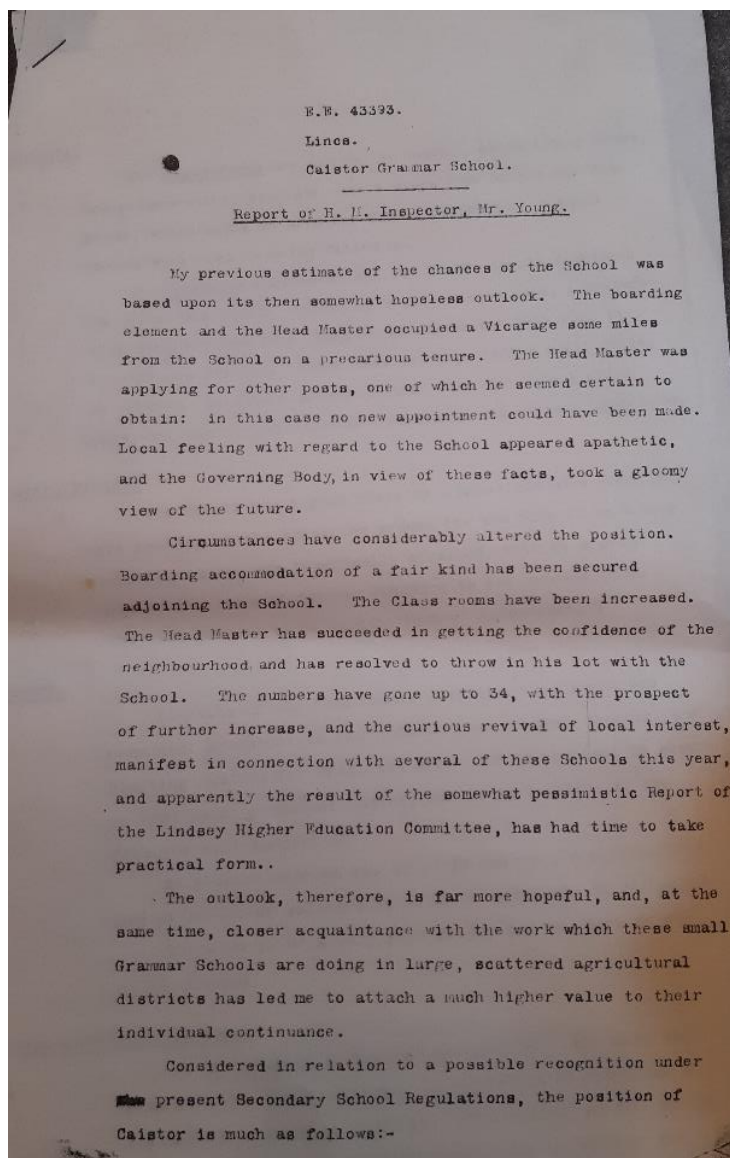 E.E. 43393.
Lincs.
Caistor Grammar School.
Report of H. M. Inspector, Mr. Young.
My previous estimate of the chances of the School was
based upon its then somewhat hopeless outlook. The boarding
element and the Head Master occupied a Vicarage some miles
from the School on a precarious tenure. The Head Master was
applying for other posts, one of which he seemed certain to
obtain: in this case no new appointment could have been made.
Local feeling with regard to the School appeared apathetic,
and the Governing Body, in view of these facts, took a gloomy
view of the future.
Circumstances have considerably altered the position.
Boarding accommodation of a fair kind has been secured
adjoining the School. The Class rooms have been increased.
The Head Master has succeeded in getting the confidence of the
neighbourhood and has resolved to throw in his lot with the
School. The numbers have gone up to 34, with the prospect
of further increase, and the curious revival of local interest,
manifest in connection with several of these Schools this year,
and apparently the result of the somewhat pessimistic Report of
the Lindsey Higher Education Committee, has had time to take
practical form..
The outlook, therefore, is far more hopeful, and, at the
same time, closer acquaintance with the work which these small
Grammar Schools are doing in large, scattered agricultural
districts has led me to attach a much higher value to their
individual continuance.
Considered in relation to a possible recognition under
present Secondary School Regulations, the position of
Caistor is much as follows:-